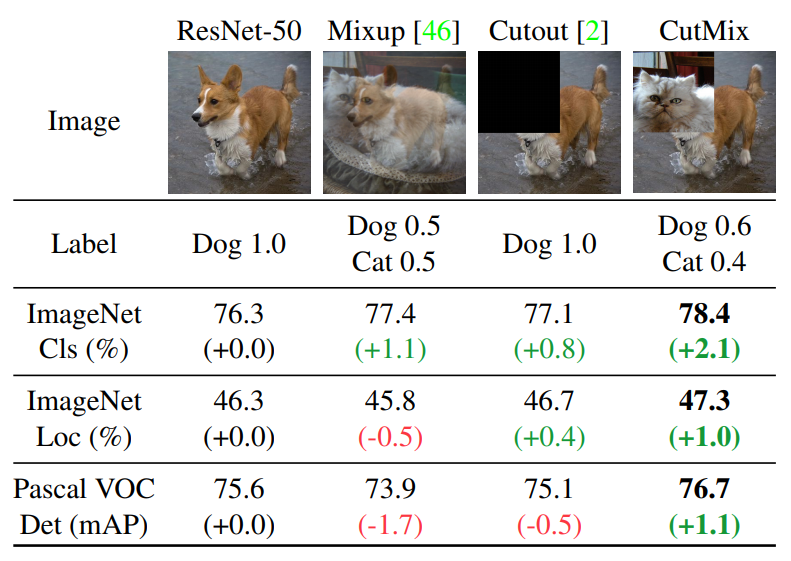 ResNet-50 Mixup [46] Cutout [2] CutMix
Image
Label Dog 1.0 Dog 0.5 Cat 0.5 Dog 1.0 Dog 0.6 Cat 0.4
ImageNet 76.3 77.4 77.1 78.4
Cls (%) (+0.0) (+1.1) (+0.8) (+2.1)
ImageNet 46.3 45.8 46.7 47.3
Loc (%) (+0.0) (-0.5) (+0.4) (+1.0)
Pascal VOC 75.6 73.9 75.1 76.7
Det (mAP) (+0.0) (-1.7) (-0.5) (+1.1)